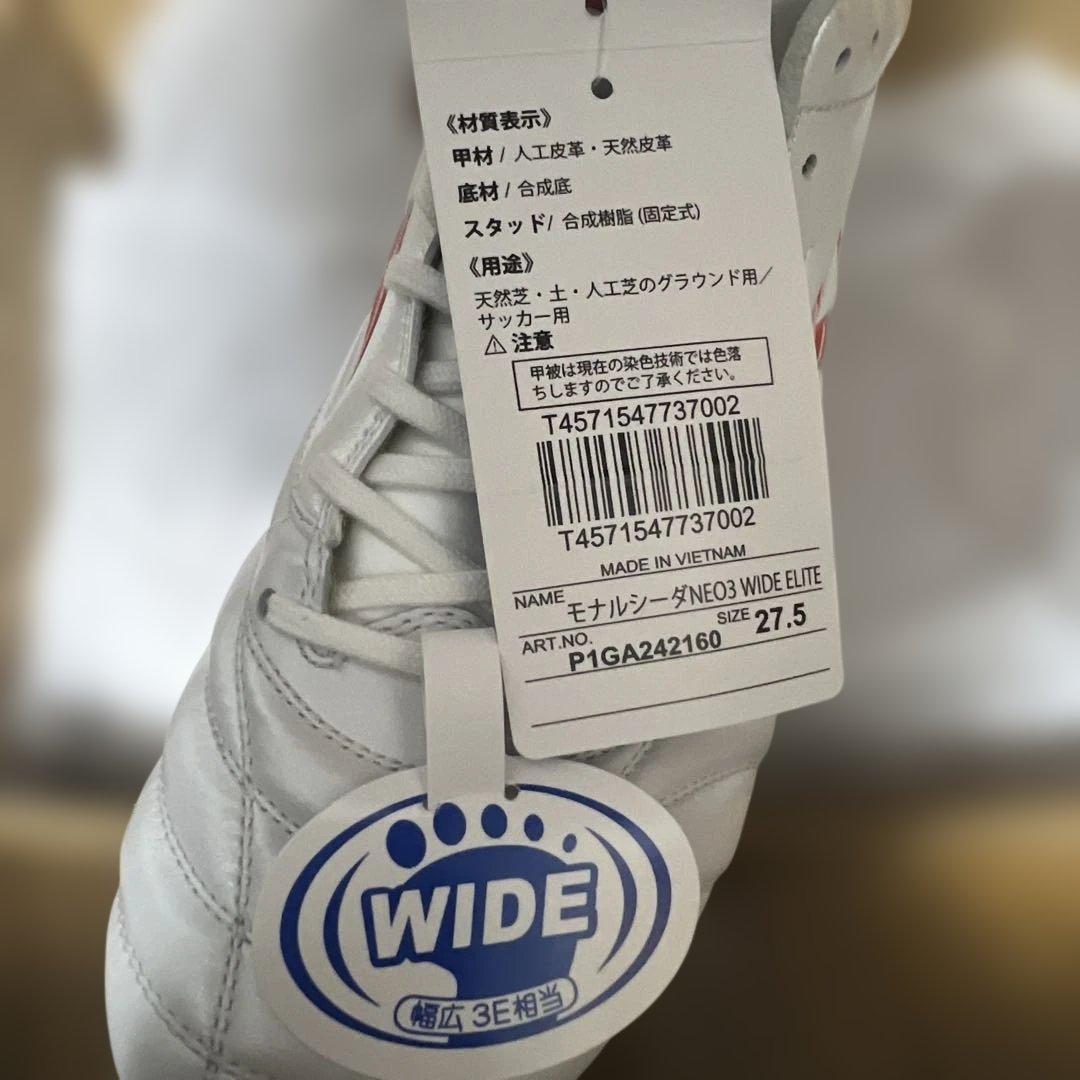 《材質表示》
甲材 / 人工皮革・天然皮革
底材 / 合成底
スタッド/ 合成樹脂 (固定式)
《用途》
天然芝・土・人工芝のグラウンド用/
サッカー用
⚠ 注意
甲被は現在の染色技術では色落
ちしますのでご了承ください。
T4571547737002
T4571547737002
MADE IN VIETNAM
NAME モナルシーダNEO3 WIDE ELITE
ART.NO. P1GA242160 SIZE 27.5
WIDE
幅広 3E相当